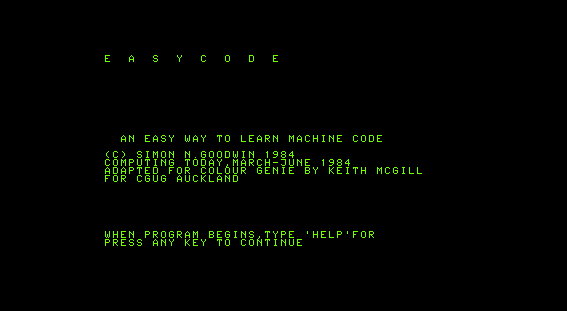 E A S Y C O D E
AN EASY WAY TO LEARN MACHINE CODE
(C) SIMON N.GOODWIN 1984
COMPUTING TODAY,MARCH-JUNE 1984
ADAPTED FOR COLOUR GENIE BY KEITH MCGILL
FOR CGUG AUCKLAND
WHEN PROGRAM BEGINS,TYPE 'HELP'FOR
PRESS ANY KEY TO CONTINUE